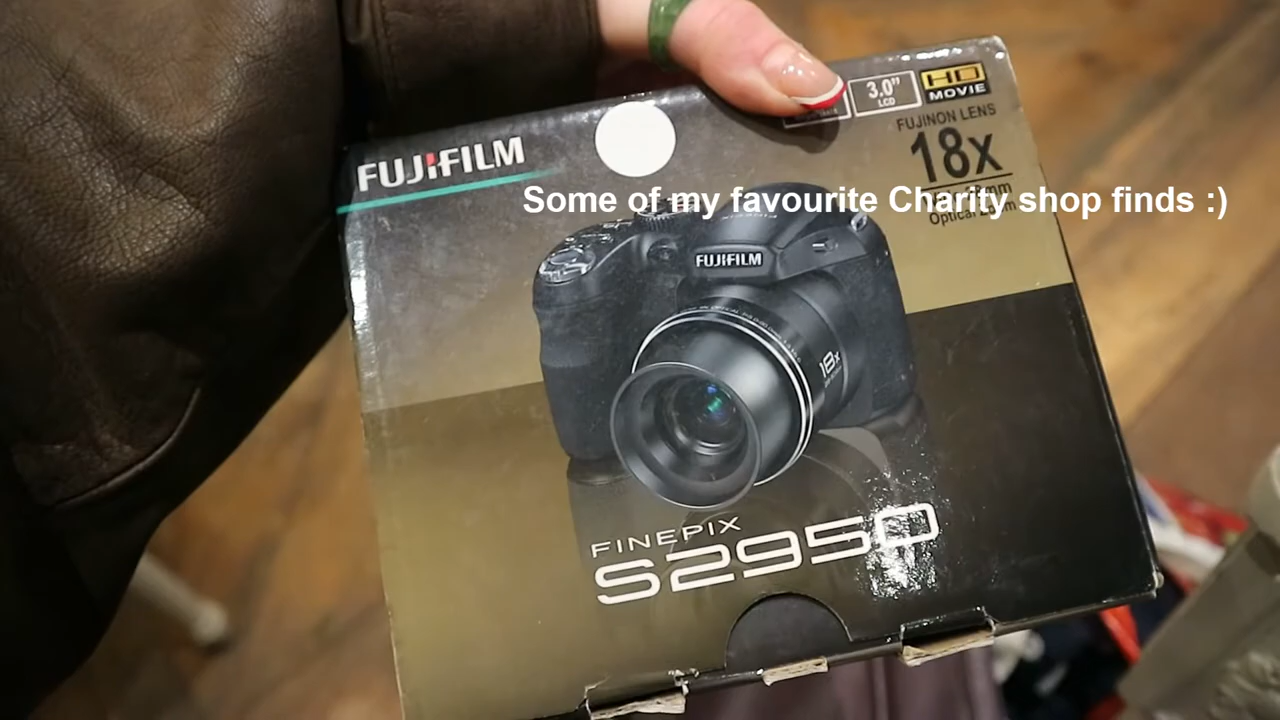 FUJIFILM
3.0"
LCD
HD
MOVIE
FUJINON LENS
18x
Optical
Some of my favourite Charity shop finds :)
FUJIFILM
18x
FINEPIX
S2950